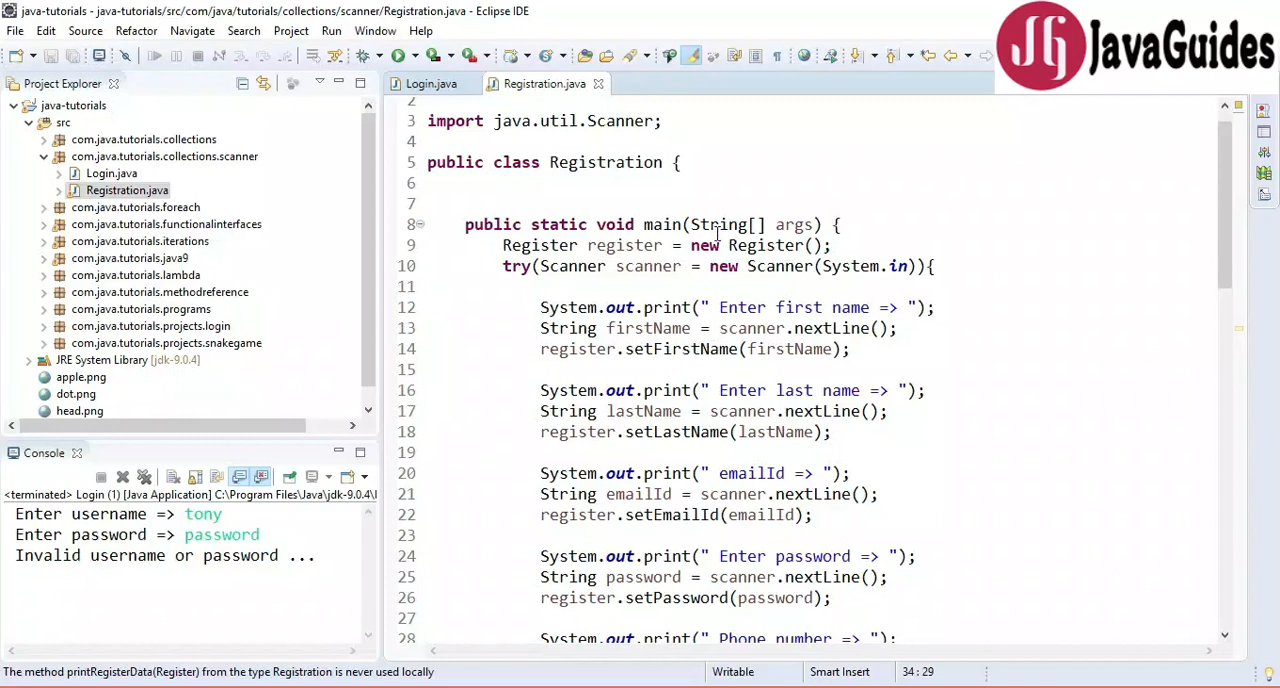 java-tutorials - java-tutorials/src/com/java/tutorials/collections/scanner/Registration.java - Eclipse IDE
File Edit Source Refactor Navigate Search Project Run Window Help
JG JavaGuides
Project Explorer
java-tutorials
src
com.java.tutorials.collections
com.java.tutorials.collections.scanner
Login.java
Registration.java
com.java.tutorials.foreach
com.java.tutorials.functionalinterfaces
com.java.tutorials.iterations
com.java.tutorials.java9
com.java.tutorials.lambda
com.java.tutorials.methodreference
com.java.tutorials.programs
com.java.tutorials.projects.login
com.java.tutorials.projects.snakegame
JRE System Library [jdk-9.0.4]
apple.png
dot.png
head.png
Console
<terminated> Login (1) [Java Application] C:\Program Files\Java\jdk-9.0.4\
Enter username => tony
Enter password => password
Invalid username or password ...
Login.java Registration.java
2
3 import java.util.Scanner;
4
5 public class Registration {
6
7
8 public static void main(String[] args) {
9 Register register = new Register();
10 try(Scanner scanner = new Scanner(System.in)){
11
12 System.out.print(" Enter first name => ");
13 String firstName = scanner.nextLine();
14 register.setFirstName(firstName);
15
16 System.out.print(" Enter last name => ");
17 String lastName = scanner.nextLine();
18 register.setLastName(lastName);
19
20 System.out.print(" emailId => ");
21 String emailId = scanner.nextLine();
22 register.setEmailId(emailId);
23
24 System.out.print(" Enter password => ");
25 String password = scanner.nextLine();
26 register.setPassword(password);
27
28 System.out.print(" Phone number => ");
The method printRegisterData(Register) from the type Registration is never used locally
Writable Smart Insert 34 : 29